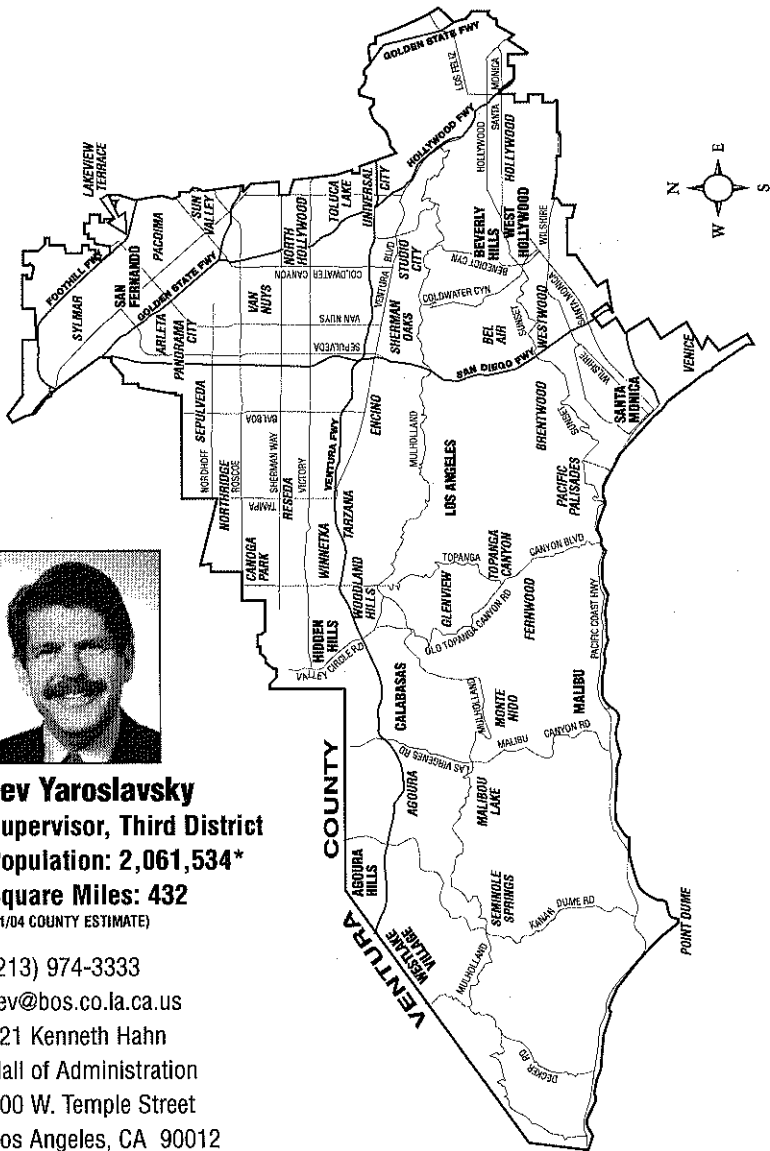 ev Yaroslavsky
upervisor, Third District
opulation: 2,061,534*
quare Miles: 432
1/04 COUNTY ESTIMATE)
213) 974-3333
ev@bos.co.la.ca.us
21 Kenneth Hahn
all of Administration
00 W. Temple Street
os Angeles, CA 90012
VENTURA COUNTY
LAKEVIEW
TERRACE
FOOTHILL FWY
SYLMAR
SAN
FERNANDO
PACOIMA
SUN
VALLEY
GOLDEN STATE FWY
ARLETA
PANORAMA
CITY
SEPULVEDA
NORDHOFF
NORTHRIDGE
ROSCOE
VAN
NUYS
NORTH
HOLLYWOOD
TOLUCA
LAKE
UNIVERSAL
CITY
COLDWATER CANYON
VAN NUYS
SEPULVEDA
BALBOA
TAMPA
SHERMAN WAY
RESEDA
VICTORY
CANOGA
PARK
WINNETKA
VENTURA FWY
TARZANA
ENCINO
VENTURA BLVD
STUDIO
CITY
SHERMAN
OAKS
HOLLYWOOD FWY
GOLDEN STATE FWY
LOS FELIZ
HOLLYWOOD
SANTA MONICA
HOLLYWOOD
WEST
HOLLYWOOD
BEVERLY
HILLS
BENEDICT CYN
COLDWATER CYN
BEL
AIR
SUNSET
WESTWOOD
WILSHIRE
SANTA MONICA
SAN DIEGO FWY
WILSHIRE
BRENTWOOD
SUNSET
SANTA
MONICA
VENICE
PACIFIC
PALISADES
MULHOLLAND
LOS ANGELES
WOODLAND
HILLS
HIDDEN
HILLS
VALLEY CIRCLE RD
TOPANGA
TOPANGA
CANYON
CANYON BLVD
GLENVIEW
OLD TOPANGA CANYON RD
FERNWOOD
PACIFIC COAST HWY
CALABASAS
MULHOLLAND
MONTE
NIDO
MALIBU
MALIBU CANYON RD
LAS VIRGENES RD
AGOURA
MALIBOU
LAKE
AGOURA
HILLS
WESTLAKE
VILLAGE
SEMINOLE
SPRINGS
KANAN DUME RD
MULHOLLAND
DECKER RD
POINT DUME
N
E
S
W